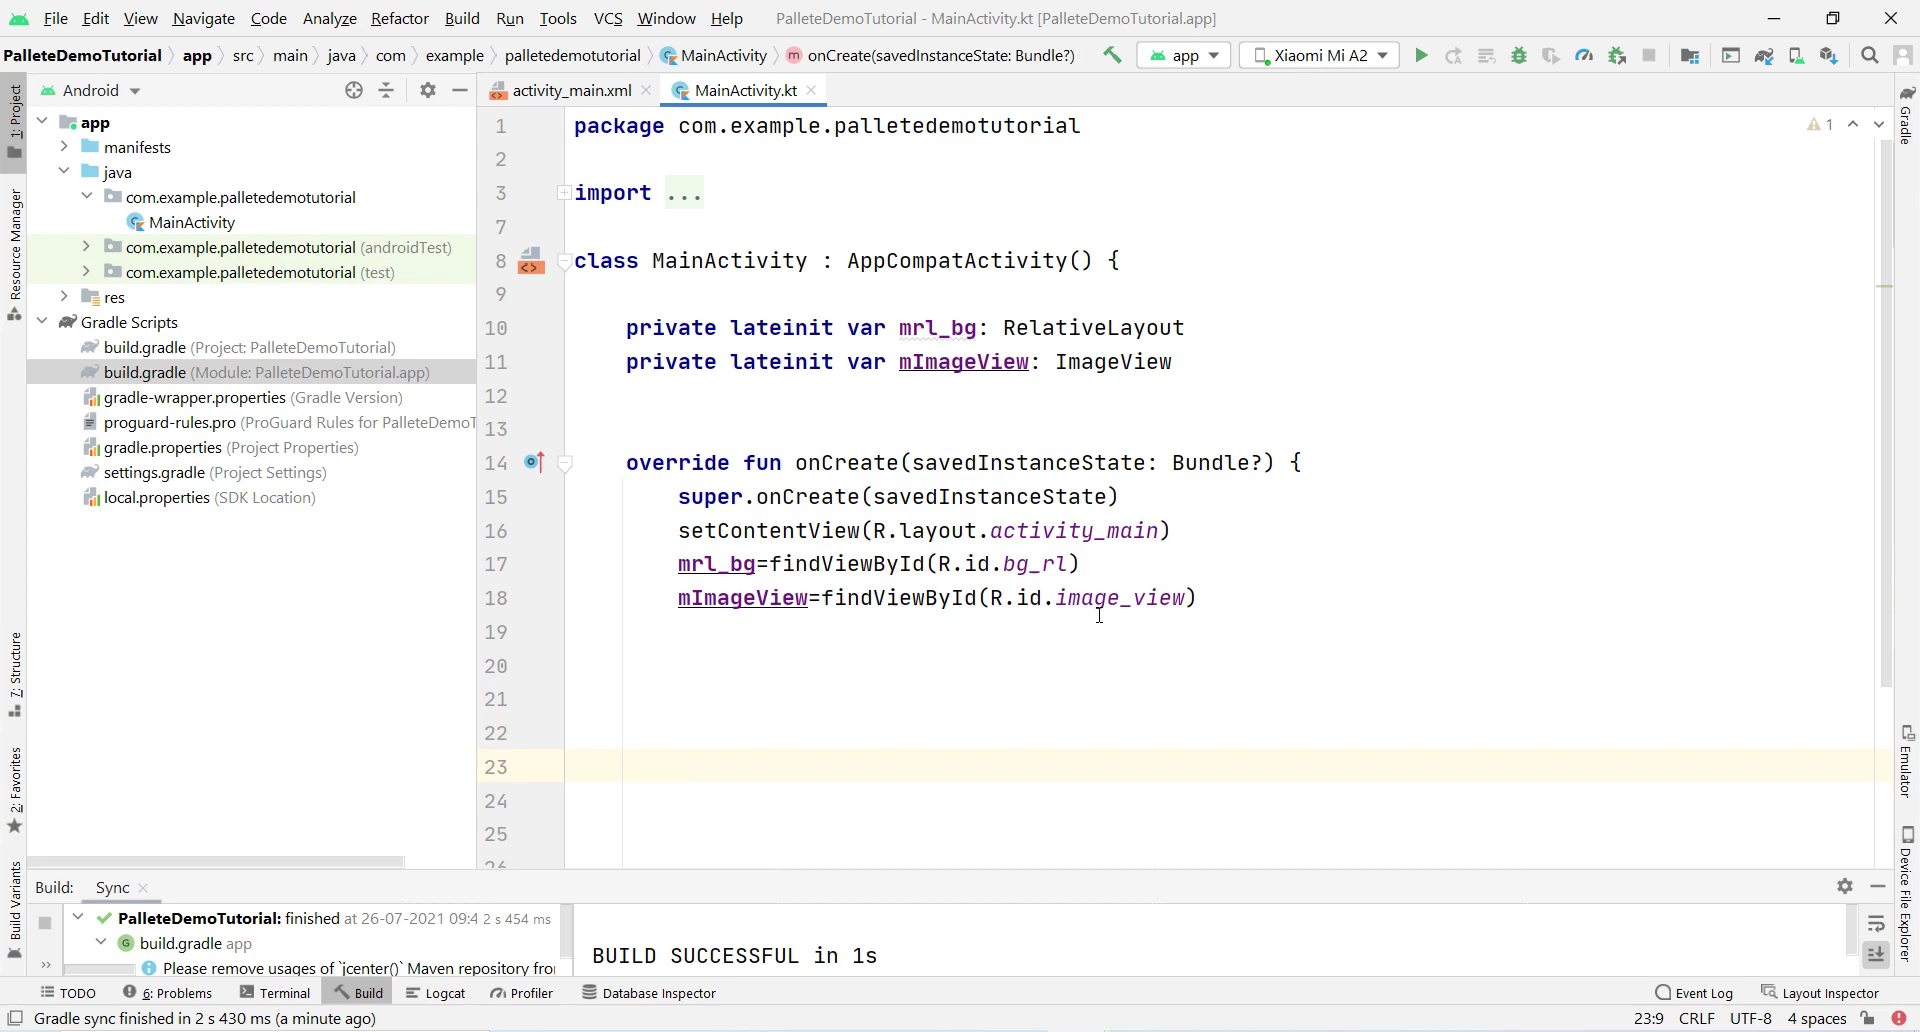 File Edit View Navigate Code Analyze Refactor Build Run Tools VCS Window Help PalleteDemoTutorial - MainActivity.kt [PalleteDemoTutorial.app]
PalleteDemoTutorial app src main java com example palletedemotutorial MainActivity onCreate(savedInstanceState: Bundle?) app Xiaomi Mi A2
Android
activity_main.xml MainActivity.kt
1: Project
Resource Manager
7: Structure
2: Favorites
Build Variants
app
manifests
java
com.example.palletedemotutorial
MainActivity
com.example.palletedemotutorial (androidTest)
com.example.palletedemotutorial (test)
res
Gradle Scripts
build.gradle (Project: PalleteDemoTutorial)
build.gradle (Module: PalleteDemoTutorial.app)
gradle-wrapper.properties (Gradle Version)
proguard-rules.pro (ProGuard Rules for PalleteDemoT
gradle.properties (Project Properties)
settings.gradle (Project Settings)
local.properties (SDK Location)
1 package com.example.palletedemotutorial
2
3 import ...
7
8 class MainActivity : AppCompatActivity() {
9
10 private lateinit var mrl_bg: RelativeLayout
11 private lateinit var mImageView: ImageView
12
13
14 override fun onCreate(savedInstanceState: Bundle?) {
15 super.onCreate(savedInstanceState)
16 setContentView(R.layout.activity_main)
17 mrl_bg=findViewById(R.id.bg_rl)
18 mImageView=findViewById(R.id.image_view)
19
20
21
22
23
24
25
26
1
Gradle
Emulator
Device File Explorer
Build: Sync
PalleteDemoTutorial: finished at 26-07-2021 09:4 2 s 454 ms
build.gradle app
Please remove usages of `jcenter()` Maven repository fro
BUILD SUCCESSFUL in 1s
TODO 6: Problems Terminal Build Logcat Profiler Database Inspector Event Log Layout Inspector
Gradle sync finished in 2 s 430 ms (a minute ago) 23:9 CRLF UTF-8 4 spaces